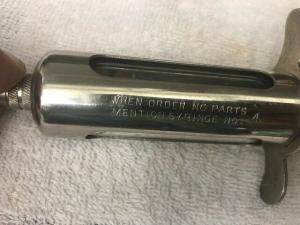 WHEN ORDERING PARTS
MENTION SYRINGE NO. A